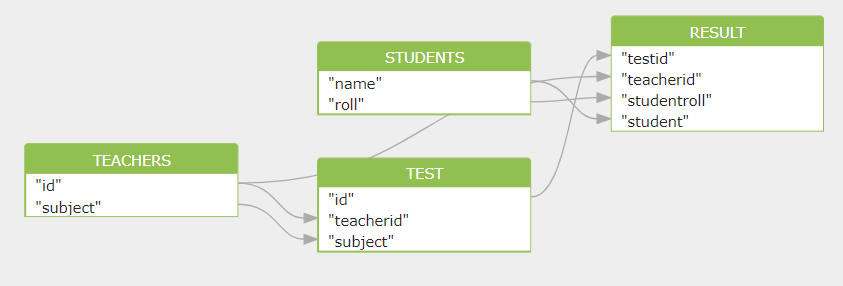 TEACHERS
"id"
"subject"
STUDENTS
"name"
"roll"
TEST
"id"
"teacherid"
"subject"
RESULT
"testid"
"teacherid"
"studentroll"
"student"